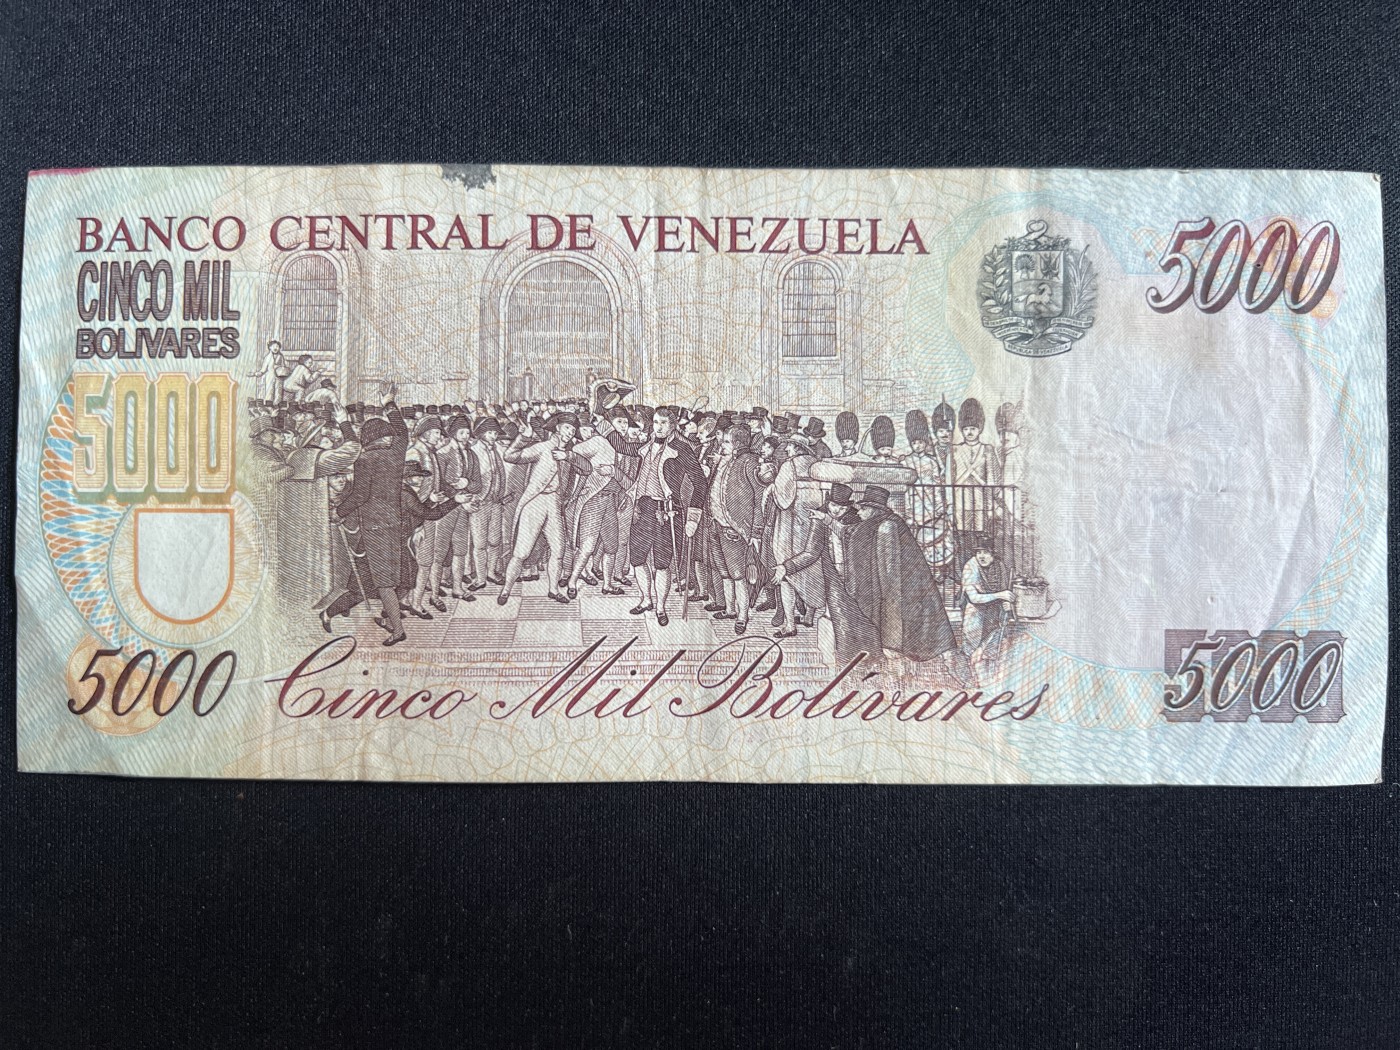 BANCO CENTRAL DE VENEZUELA
5000
CINCO MIL
BOLIVARES
5000
5000
Cinco Mil Bolívares
5000